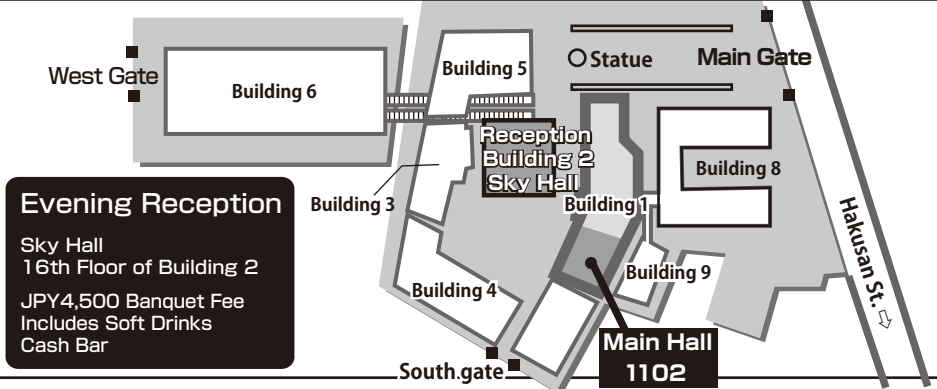 West Gate
Building 6
Building 5
Statue
Main Gate
Reception
Building 2
Sky Hall
Building 8
Building 3
Building 1
Hakusan St.
Building 9
Building 4
Main Hall
1102
South.gate
Evening Reception
Sky Hall
16th Floor of Building 2
JPY4,500 Banquet Fee
Includes Soft Drinks
Cash Bar